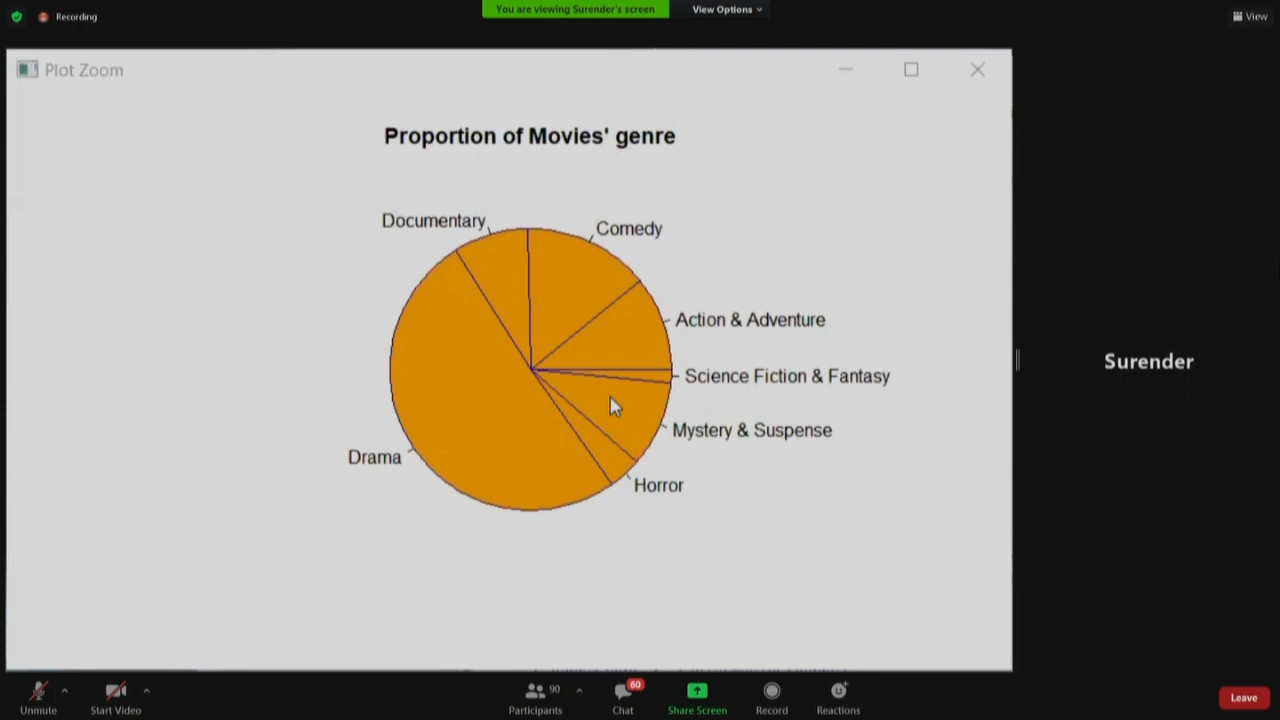 Recording
You are viewing Surender's screen
View Options
View
Plot Zoom
Proportion of Movies' genre
Documentary
Comedy
Action & Adventure
Science Fiction & Fantasy
Mystery & Suspense
Drama
Horror
Surender
Unmute
Start Video
90
Participants
60
Chat
Share Screen
Record
Reactions
Leave